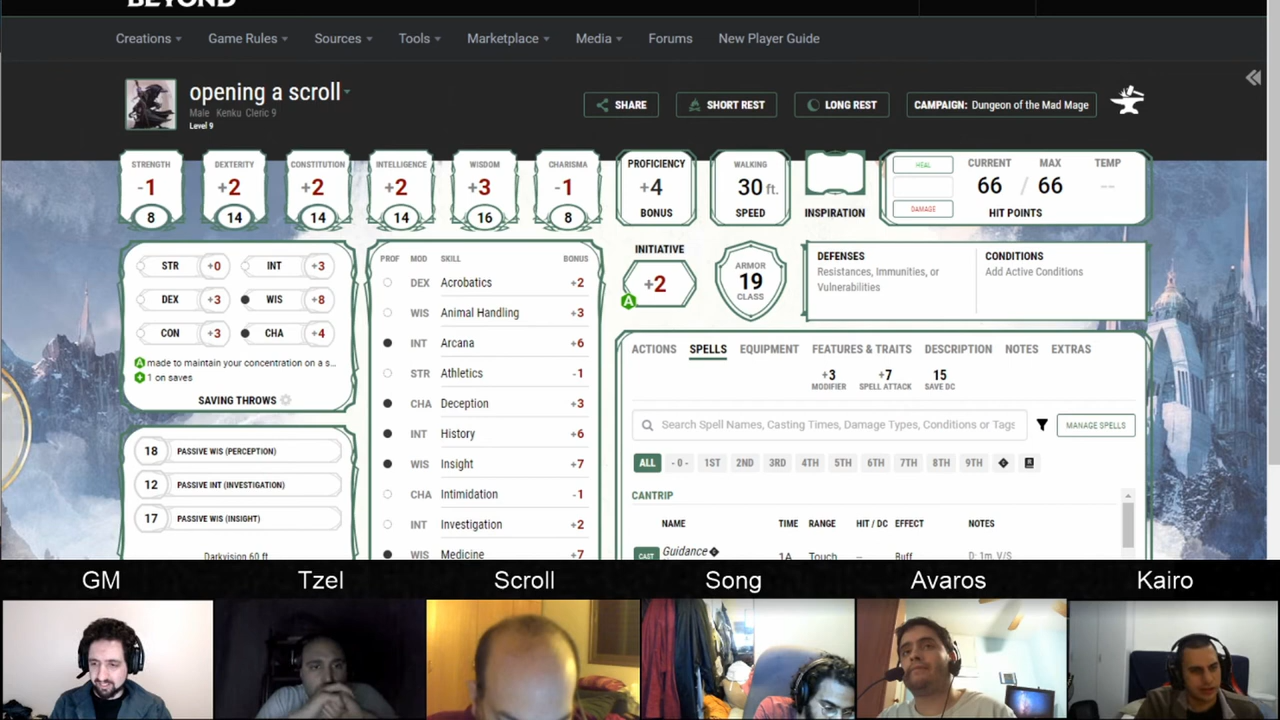 BEYOND
Creations Game Rules Sources Tools Marketplace Media Forums New Player Guide
opening a scroll
Male Kenku Cleric 9
Level 9
SHARE
SHORT REST
LONG REST
CAMPAIGN: Dungeon of the Mad Mage
STRENGTH
-1
8
DEXTERITY
+2
14
CONSTITUTION
+2
14
INTELLIGENCE
+2
14
WISDOM
+3
16
CHARISMA
-1
8
PROFICIENCY
+4
BONUS
WALKING
30 ft.
SPEED
INSPIRATION
HEAL
DAMAGE
CURRENT MAX TEMP
66 / 66 --
HIT POINTS
STR +0 INT +3
DEX +3 WIS +8
CON +3 CHA +4
made to maintain your concentration on a s...
1 on saves
SAVING THROWS
18 PASSIVE WIS (PERCEPTION)
12 PASSIVE INT (INVESTIGATION)
17 PASSIVE WIS (INSIGHT)
Darkvision 60 ft.
PROF MOD SKILL BONUS
DEX Acrobatics +2
WIS Animal Handling +3
INT Arcana +6
STR Athletics -1
CHA Deception +3
INT History +6
WIS Insight +7
CHA Intimidation -1
INT Investigation +2
WIS Medicine +7
INITIATIVE
+2
A
ARMOR
19
CLASS
DEFENSES
Resistances, Immunities, or
Vulnerabilities
CONDITIONS
Add Active Conditions
ACTIONS SPELLS EQUIPMENT FEATURES & TRAITS DESCRIPTION NOTES EXTRAS
+3 +7 15
MODIFIER SPELL ATTACK SAVE DC
Search Spell Names, Casting Times, Damage Types, Conditions or Tags
MANAGE SPELLS
ALL - 0 - 1ST 2ND 3RD 4TH 5TH 6TH 7TH 8TH 9TH
CANTRIP
NAME TIME RANGE HIT / DC EFFECT NOTES
CAST Guidance 1A Touch -- Buff D: 1m, V/S
GM Tzel Scroll Song Avaros Kairo